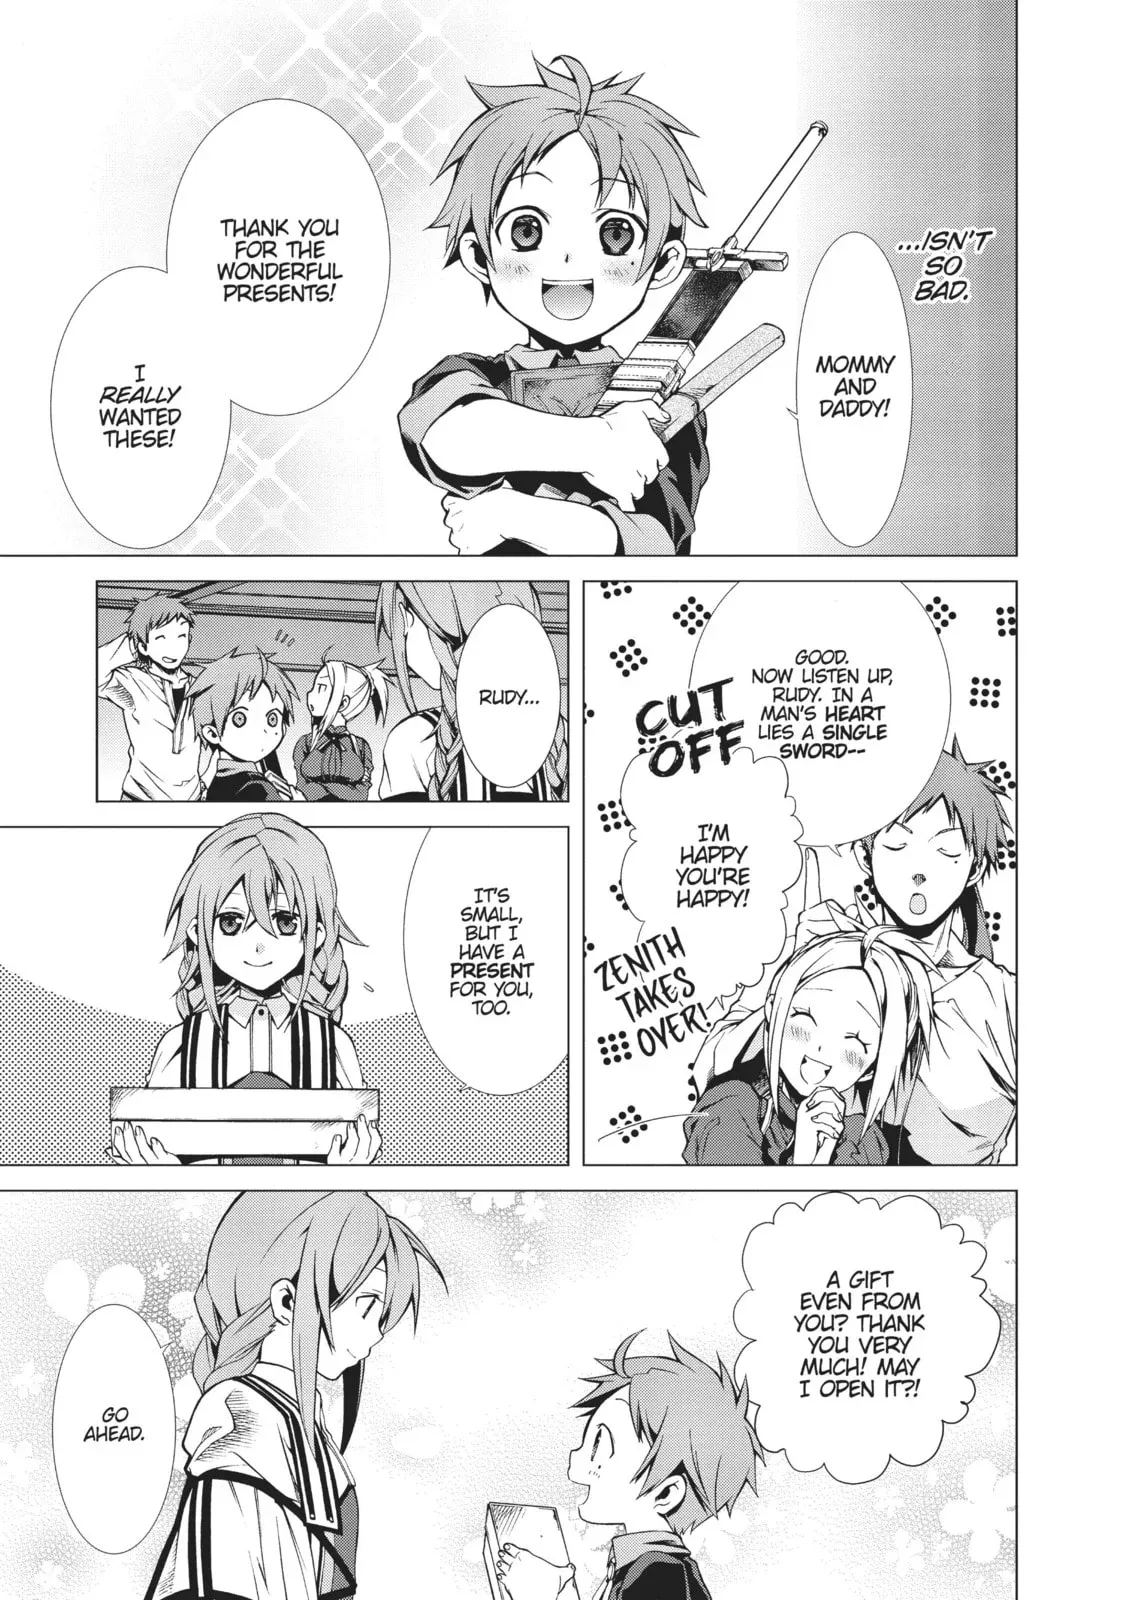 ...ISN'T
SO
BAD.
MOMMY
AND
DADDY!
THANK YOU
FOR THE
WONDERFUL
PRESENTS!
I
REALLY
WANTED
THESE!
GOOD.
NOW LISTEN UP,
RUDY. IN A
MAN'S HEART
LIES A SINGLE
SWORD--
CUT
OFF
I'M
HAPPY
YOU'RE
HAPPY!
ZENITH
TAKES
OVER!
RUDY...
IT'S
SMALL,
BUT I
HAVE A
PRESENT
FOR YOU,
TOO.
A GIFT
EVEN FROM
YOU? THANK
YOU VERY
MUCH! MAY
I OPEN IT?!
GO
AHEAD.